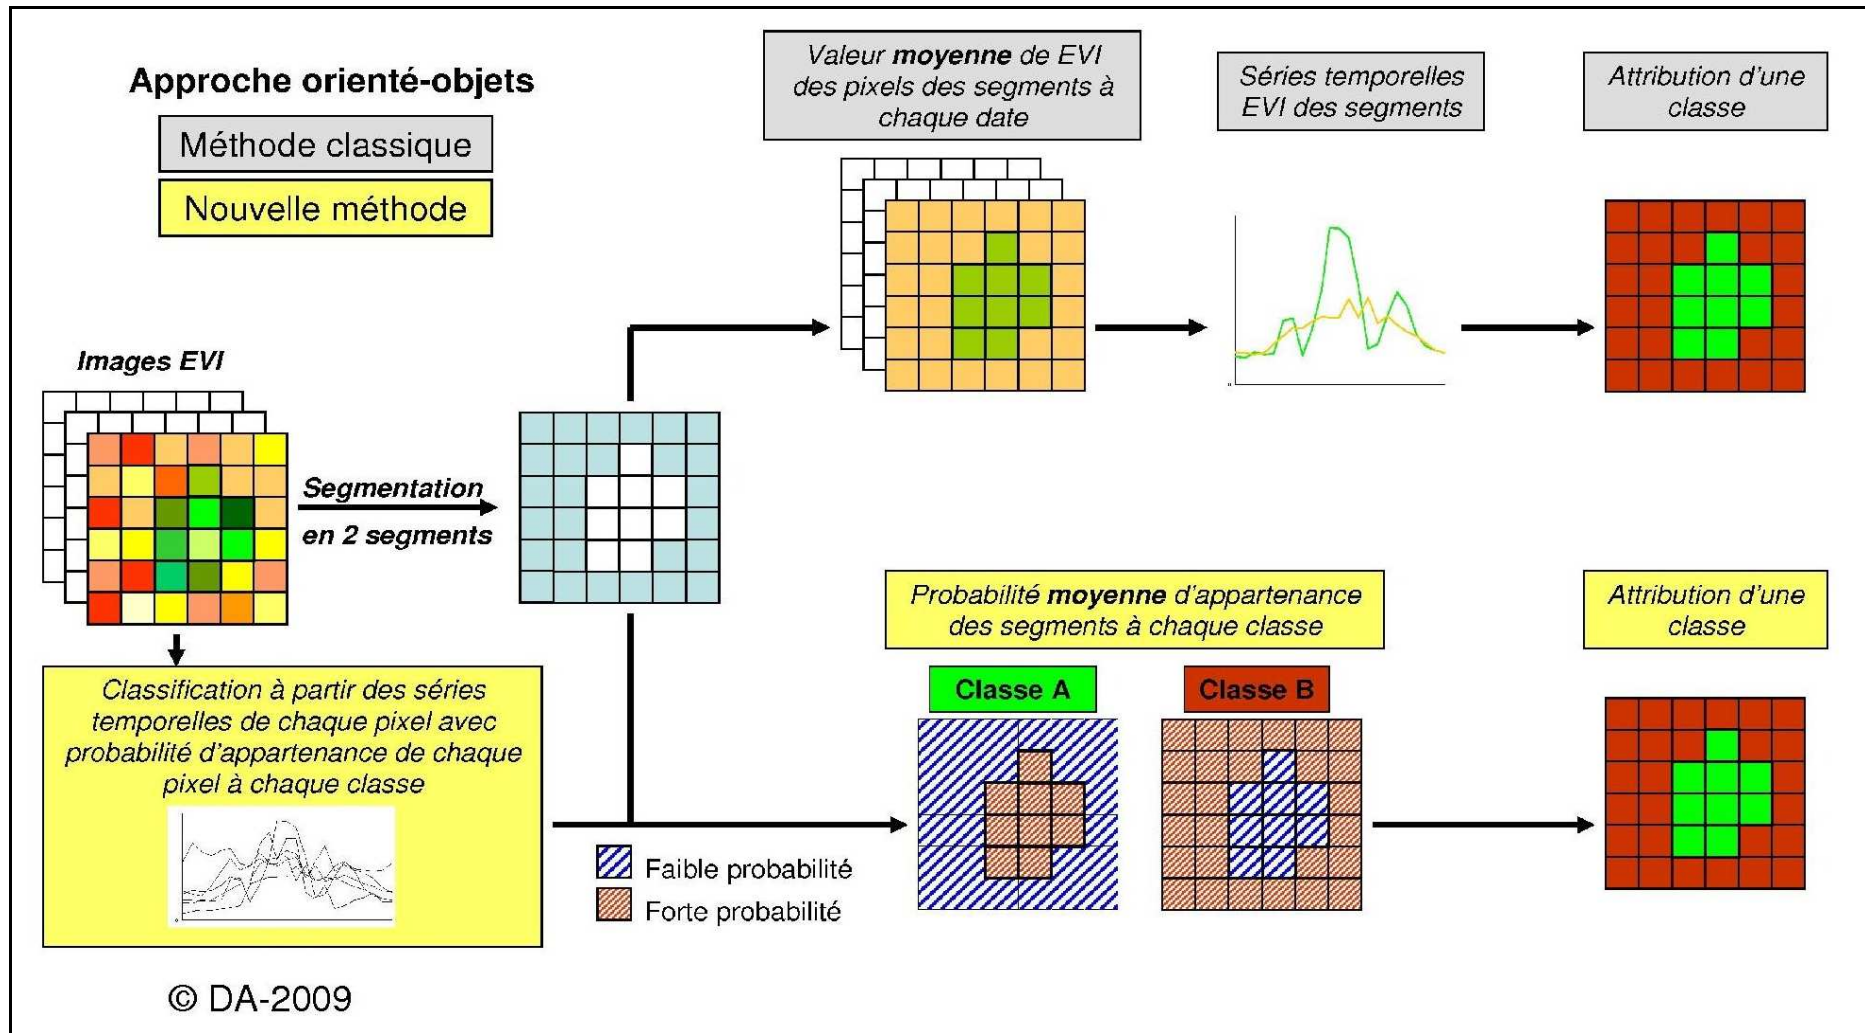 Approche orienté-objets
Méthode classique
Nouvelle méthode
Valeur moyenne de EVI
des pixels des segments à
chaque date
Séries temporelles
EVI des segments
Attribution d'une
classe
Images EVI
Segmentation
en 2 segments
Classification à partir des séries
temporelles de chaque pixel avec
probabilité d'appartenance de chaque
pixel à chaque classe
Probabilité moyenne d'appartenance
des segments à chaque classe
Classe A
Classe B
Attribution d'une
classe
Faible probabilité
Forte probabilité
© DA-2009